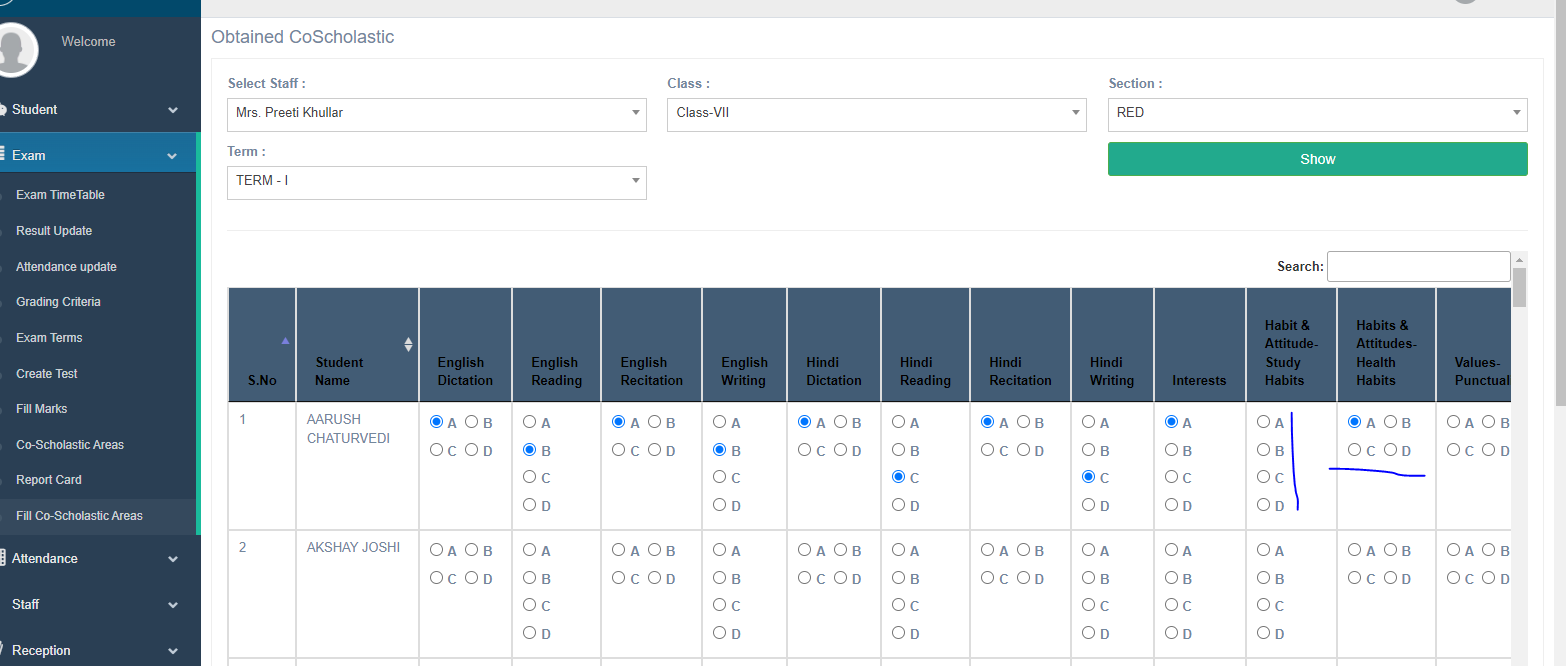 Welcome
Student
Exam
Exam TimeTable
Result Update
Attendance update
Grading Criteria
Exam Terms
Create Test
Fill Marks
Co-Scholastic Areas
Report Card
Fill Co-Scholastic Areas
Attendance
Staff
Reception
Obtained CoScholastic
Select Staff :
Class :
Section :
Mrs. Preeti Khullar
Class-VII
RED
Term :
TERM - I
Show
Search:
S.No
Student
Name
English
Dictation
English
Reading
English
Recitation
English
Writing
Hindi
Dictation
Hindi
Reading
Hindi
Recitation
Hindi
Writing
Interests
Habit &
Attitude-
Study
Habits
Habits &
Attitudes-
Health
Habits
Values-
Punctual
1
AARUSH
CHATURVEDI
A B
C D
A
B
C
D
A B
C D
A
B
C
D
A B
C D
A
B
C
D
A B
C D
A
B
C
D
A
B
C
D
A
B
C
D
A B
C D
A B
C D
2
AKSHAY JOSHI
A B
C D
A
B
C
D
A B
C D
A
B
C
D
A B
C D
A
B
C
D
A B
C D
A
B
C
D
A
B
C
D
A
B
C
D
A B
C D
A B
C D